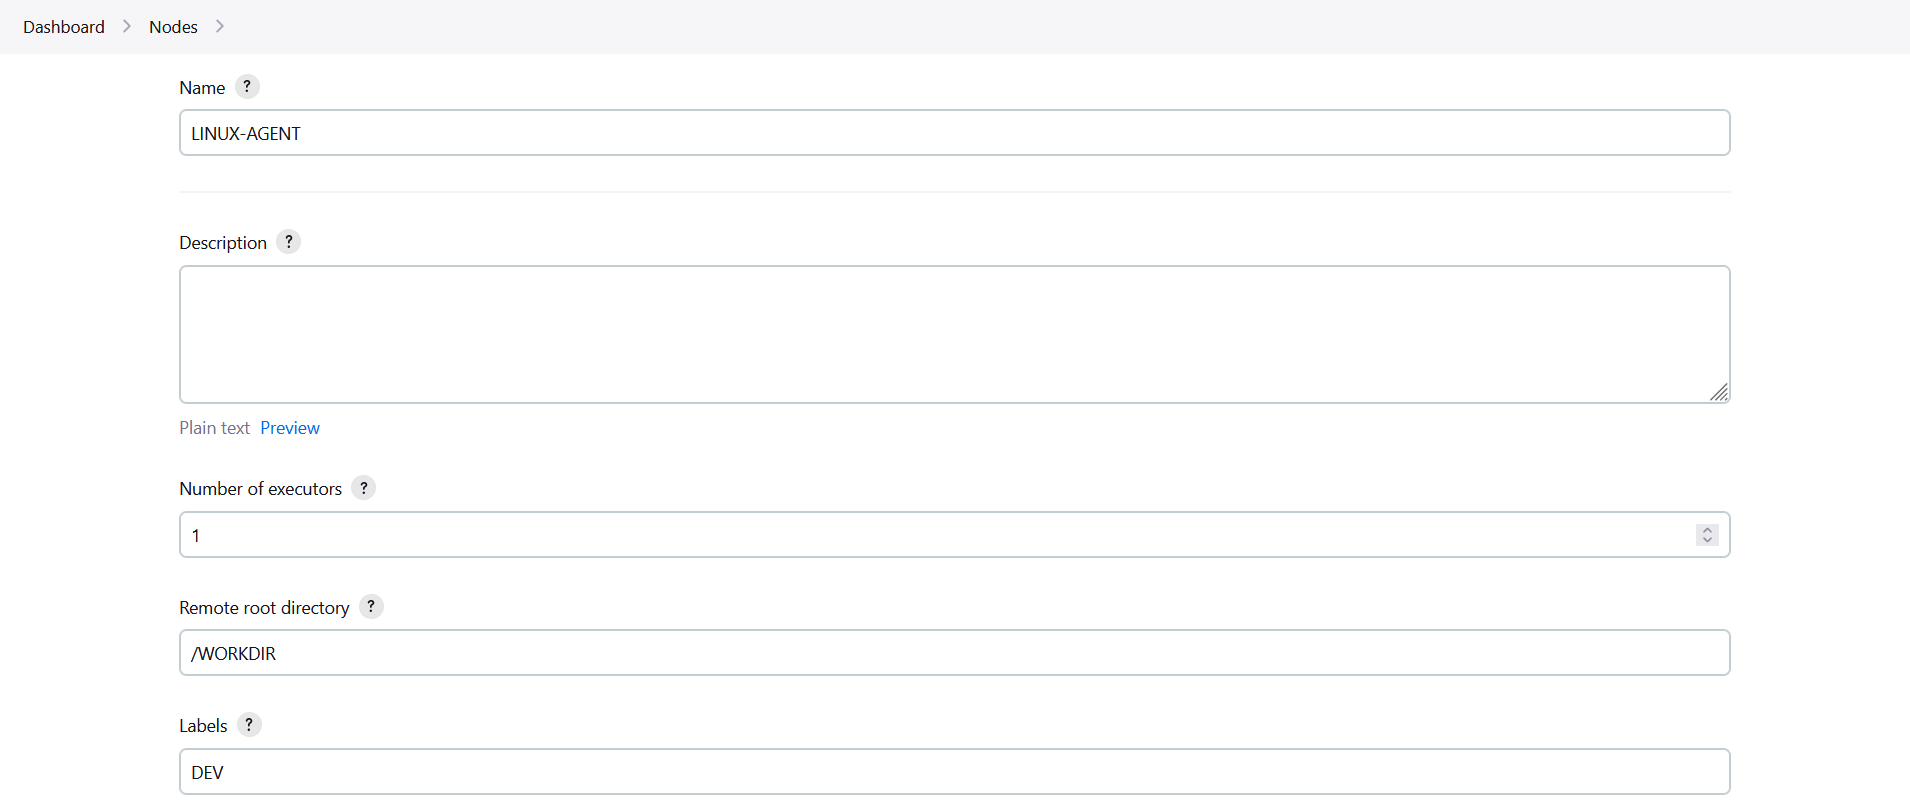 Dashboard > Nodes >
Name ?
LINUX-AGENT
Description ?
Plain text Preview
Number of executors ?
1
Remote root directory ?
/WORKDIR
Labels ?
DEV